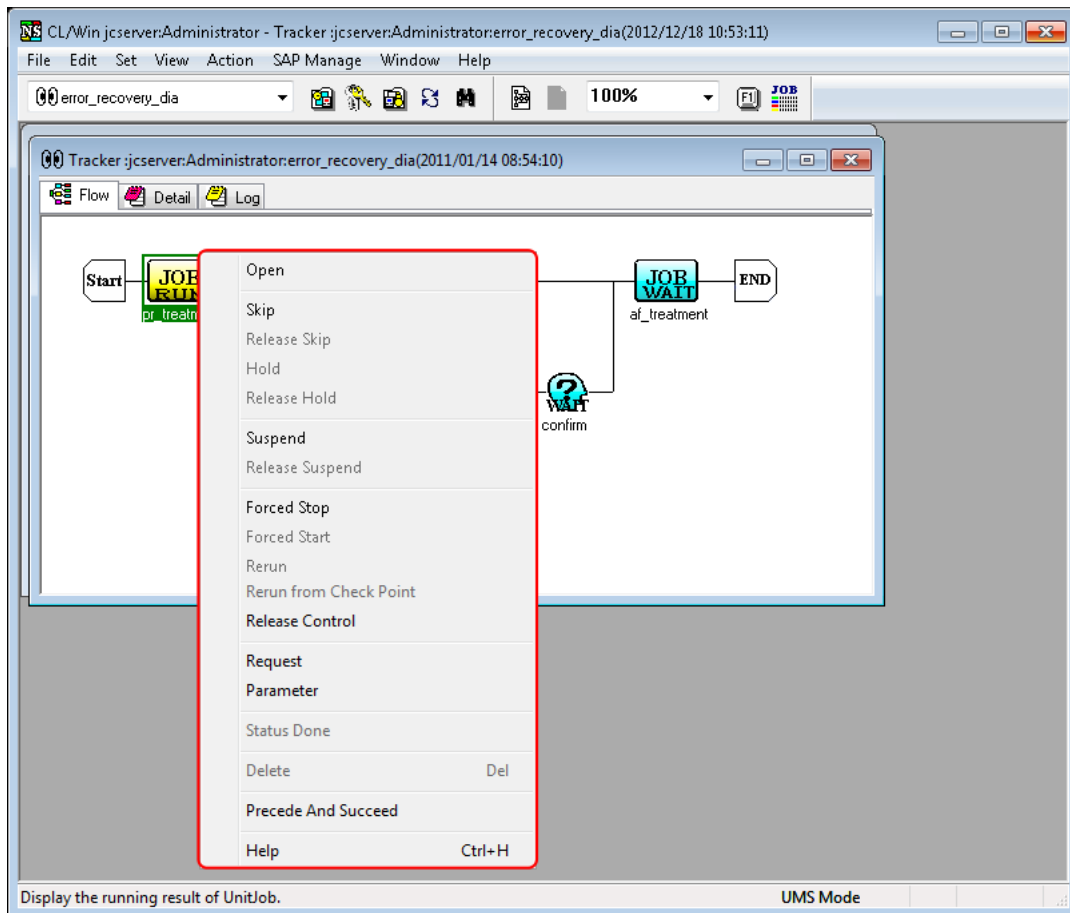 CL/Win jcserver:Administrator - Tracker :jcserver:Administrator:error_recovery_dia(2012/12/18 10:53:11)
File Edit Set View Action SAP Manage Window Help
error_recovery_dia 100% F1 JOB
Tracker :jcserver:Administrator:error_recovery_dia(2011/01/14 08:54:10)
Flow Detail Log
Start JOB RUN JOB WAIT END
pr_treatm af_treatment
WAIT
confirm
Open
Skip
Release Skip
Hold
Release Hold
Suspend
Release Suspend
Forced Stop
Forced Start
Rerun
Rerun from Check Point
Release Control
Request
Parameter
Status Done
Delete Del
Precede And Succeed
Help Ctrl+H
Display the running result of UnitJob. UMS Mode